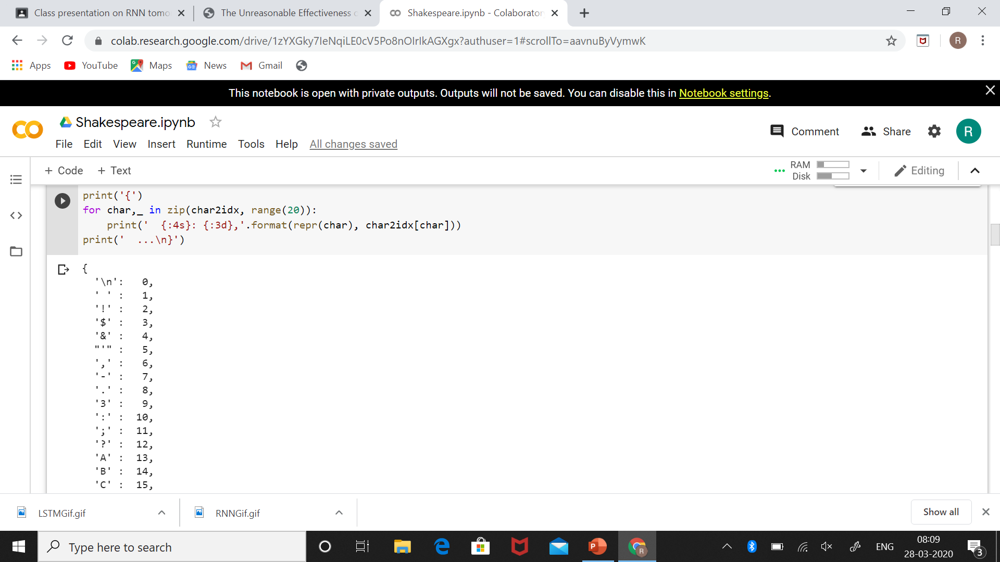 Class presentation on RNN tomo
The Unreasonable Effectiveness o
Shakespeare.ipynb - Colaborator
colab.research.google.com/drive/1zYXGky7IeNqiLE0cV5Po8nOIrIkAGXgx?authuser=1#scrollTo=aavnuByVymwK
R
Apps
YouTube
Maps
News
Gmail
This notebook is open with private outputs. Outputs will not be saved. You can disable this in Notebook settings.
Shakespeare.ipynb
Comment
Share
R
File Edit View Insert Runtime Tools Help All changes saved
+ Code + Text
RAM
Disk
Editing
print('{')
for char,_ in zip(char2idx, range(20)):
    print('  {:4s}: {:3d},'.format(repr(char), char2idx[char]))
print('  ...\n}')
{
  '\n':   0,
  ' ' :   1,
  '!' :   2,
  '$' :   3,
  '&' :   4,
  "'" :   5,
  ',' :   6,
  '-' :   7,
  '.' :   8,
  '3' :   9,
  ':' :  10,
  ';' :  11,
  '?' :  12,
  'A' :  13,
  'B' :  14,
  'C' :  15,
LSTMGif.gif
RNNGif.gif
Show all
Type here to search
P
R
ENG
08:09
28-03-2020
3